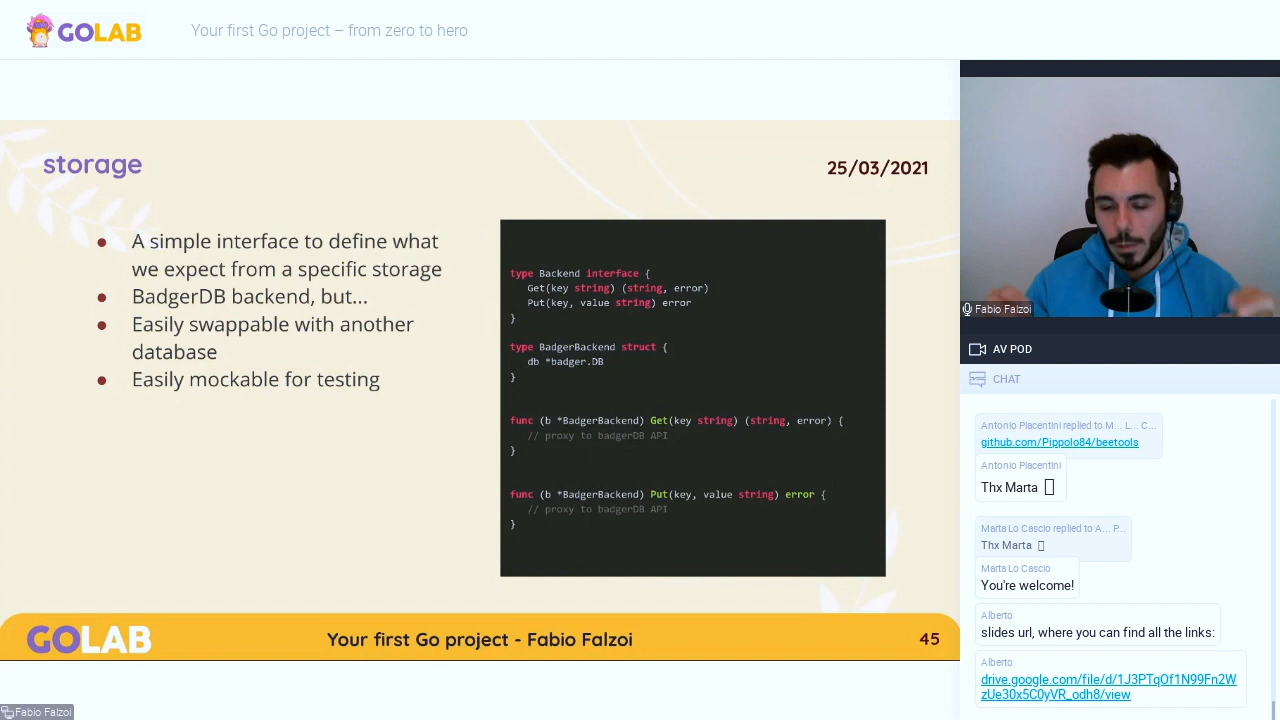 GOLAB
Your first Go project – from zero to hero
storage
25/03/2021
● A simple interface to define what
we expect from a specific storage
● BadgerDB backend, but...
● Easily swappable with another
database
● Easily mockable for testing
type Backend interface {
Get(key string) (string, error)
Put(key, value string) error
}
type BadgerBackend struct {
db *badger.DB
}
func (b *BadgerBackend) Get(key string) (string, error) {
// proxy to badgerDB API
}
func (b *BadgerBackend) Put(key, value string) error {
// proxy to badgerDB API
}
GOLAB
Your first Go project - Fabio Falzoi
45
Fabio Falzoi
Fabio Falzoi
AV POD
CHAT
Antonio Piacentini replied to M... L... C...
github.com/Pippolo84/beetools
Antonio Piacentini
Thx Marta
Marta Lo Cascio replied to A... P...
Thx Marta
Marta Lo Cascio
You're welcome!
Alberto
slides url, where you can find all the links:
Alberto
drive.google.com/file/d/1J3PTqOf1N99Fn2W
zUe30x5C0yVR_odh8/view